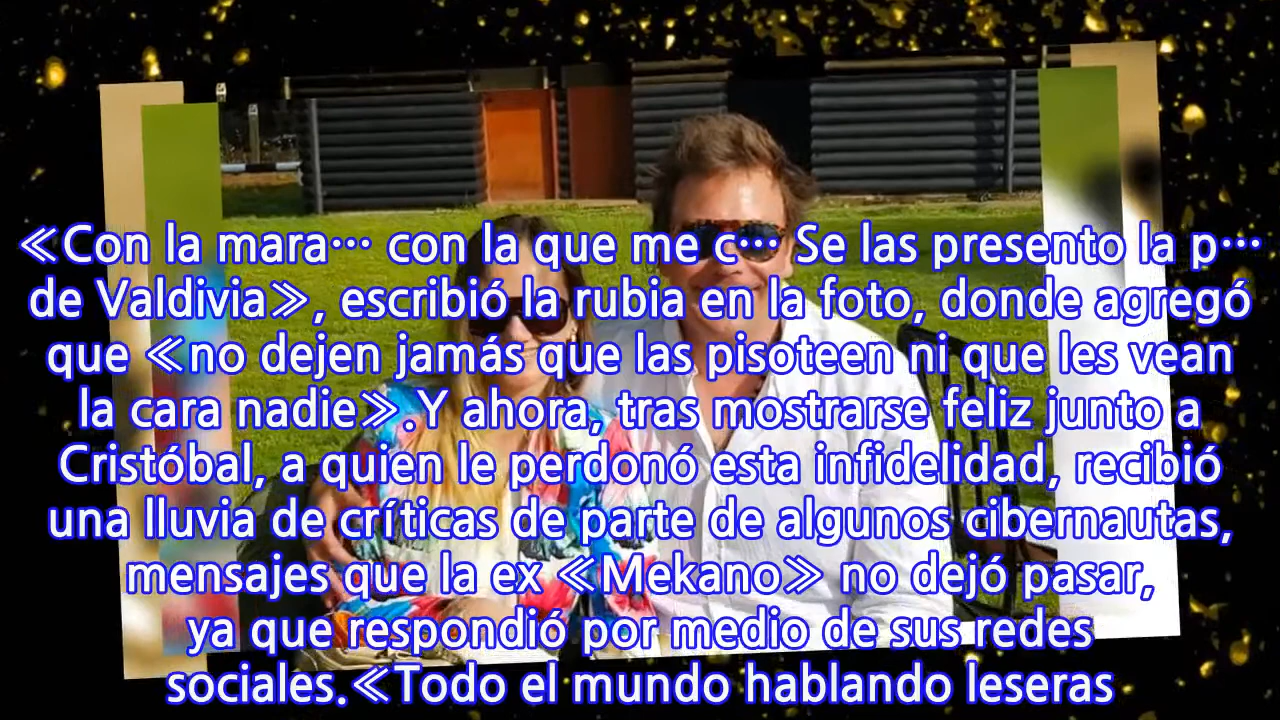 ≪Con la mara··· con la que me c··· Se las presento la p···
de Valdivia≫, escribió la rubia en la foto, donde agregó
que ≪no dejen jamás que las pisoteen ni que les vean
la cara nadie≫.Y ahora, tras mostrarse feliz junto a
Cristóbal, a quien le perdonó esta infidelidad, recibió
una lluvia de críticas de parte de algunos cibernautas,
mensajes que la ex ≪Mekano≫ no dejó pasar,
ya que respondió por medio de sus redes
sociales.≪Todo el mundo hablando leseras